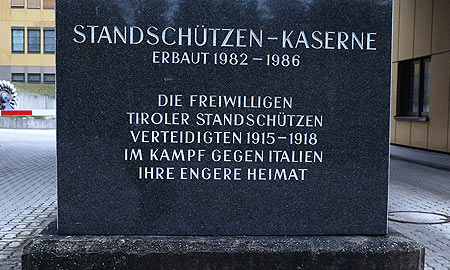 STANDSCHÜTZEN-KASERNE
ERBAUT 1982-1986
DIE FREIWILLIGEN
TIROLER STANDSCHÜTZEN
VERTEIDIGTEN 1915-1918
IM KAMPF GEGEN ITALIEN
IHRE ENGERE HEIMAT